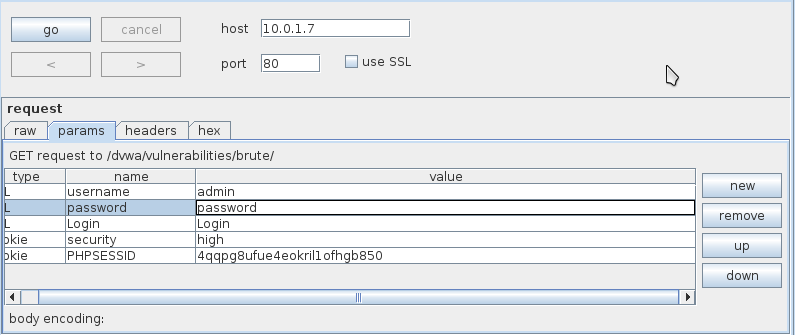 go cancel host 10.0.1.7
< > port 80 use SSL
request
raw params headers hex
GET request to /dvwa/vulnerabilities/brute/
type name value
L username admin
L password password
L Login Login
okie security high
okie PHPSESSID 4qqpg8ufue4eokril1ofhgb850
new
remove
up
down
body encoding: